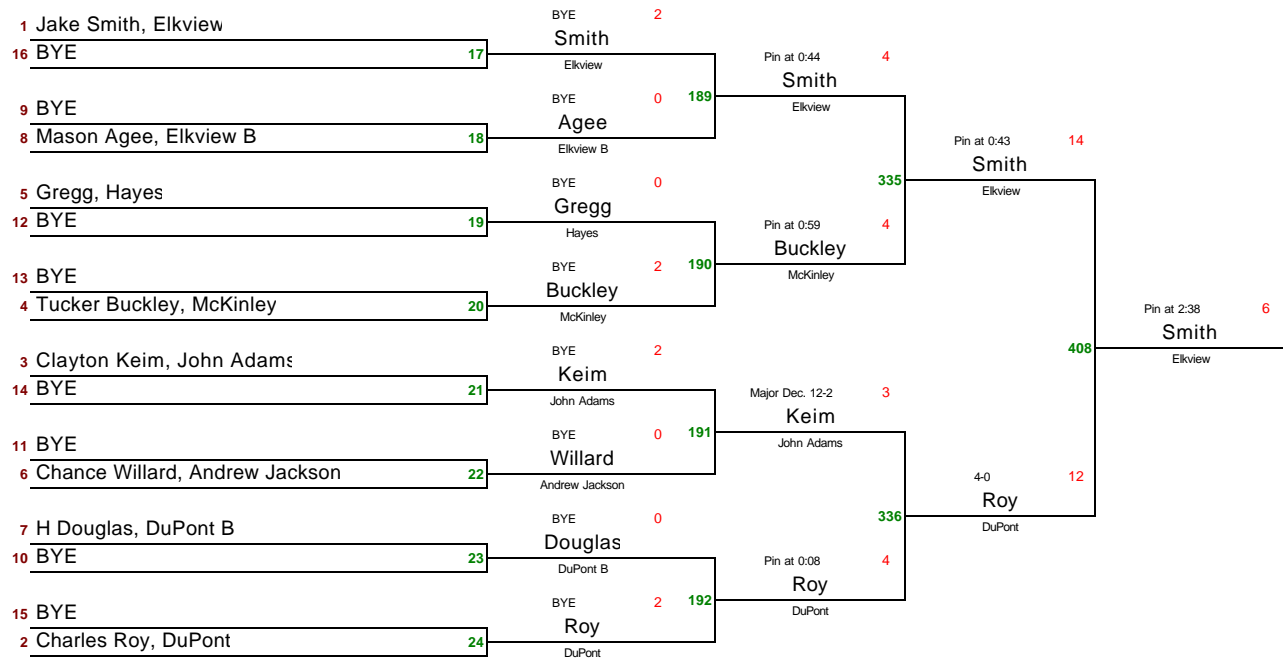 1 Jake Smith, Elkview
16 BYE
17
9 BYE
8 Mason Agee, Elkview B
18
5 Gregg, Hayes
12 BYE
19
13 BYE
4 Tucker Buckley, McKinley
20
3 Clayton Keim, John Adams
14 BYE
21
11 BYE
6 Chance Willard, Andrew Jackson
22
7 H Douglas, DuPont B
10 BYE
23
15 BYE
2 Charles Roy, DuPont
24
BYE 2
Smith
Elkview
189
BYE 0
Agee
Elkview B
BYE 0
Gregg
Hayes
190
BYE 2
Buckley
McKinley
BYE 2
Keim
John Adams
191
BYE 0
Willard
Andrew Jackson
BYE 0
Douglas
DuPont B
192
BYE 2
Roy
DuPont
Pin at 0:44 4
Smith
Elkview
335
Pin at 0:59 4
Buckley
McKinley
Major Dec. 12-2 3
Keim
John Adams
336
Pin at 0:08 4
Roy
DuPont
Pin at 0:43 14
Smith
Elkview
408
4-0 12
Roy
DuPont
Pin at 2:38 6
Smith
Elkview